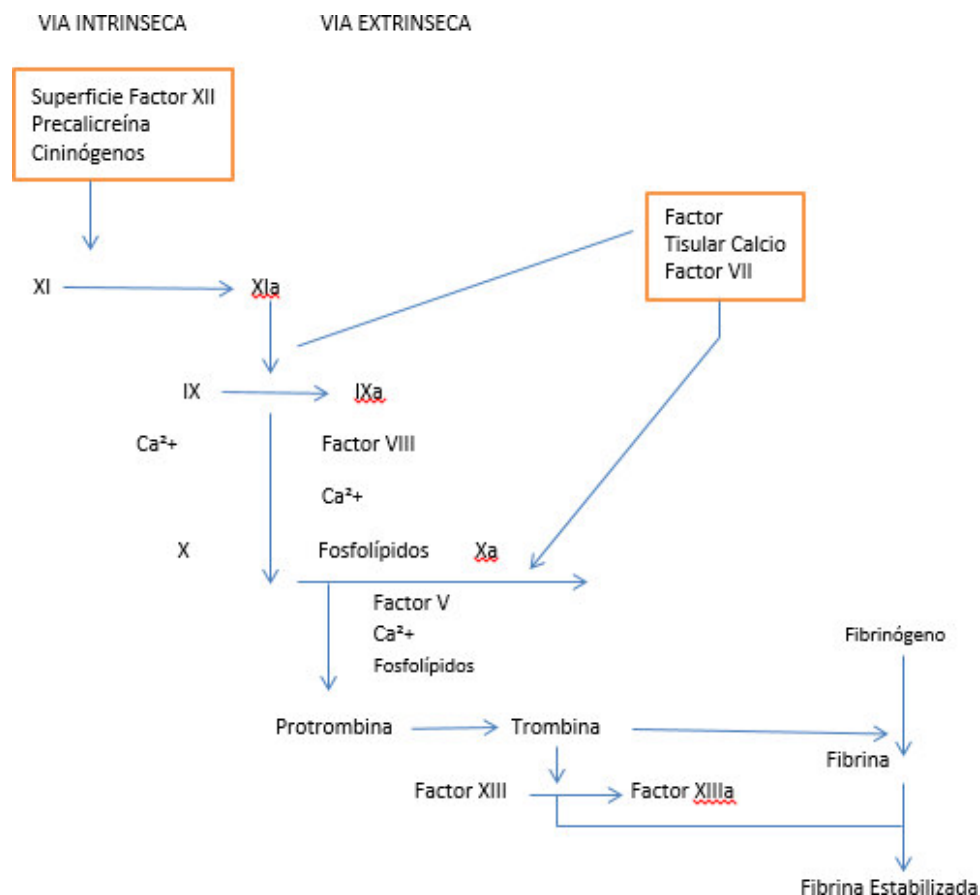 VIA INTRINSECA
VIA EXTRINSECA
Superficie Factor XII
Precalicreína
Cininógenos
Factor
Tisular Calcio
Factor VII
XI
XIa
IX
IXa
Ca²+
Factor VIII
Ca²+
X
Fosfolípidos
Xa
Factor V
Ca²+
Fosfolípidos
Fibrinógeno
Protrombina
Trombina
Fibrina
Factor XIII
Factor XIIIa
Fibrina Estabilizada